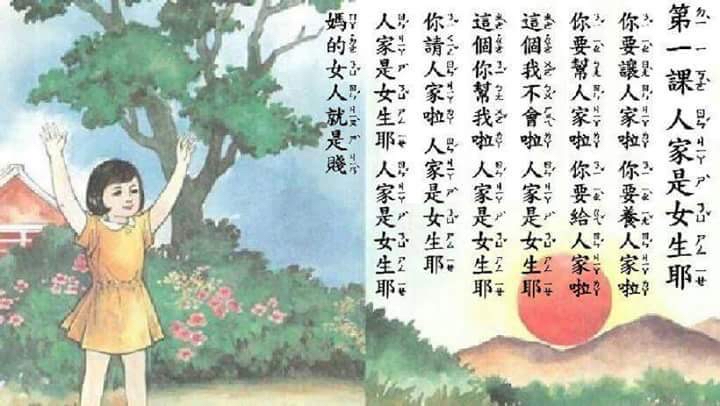 第一課 人家是女生耶
你要讓人家啦 你要養人家啦
你要幫人家啦 你要給人家啦
這個我不會啦 人家是女生耶
這個你幫我啦 人家是女生耶
你請人家啦 人家是女生耶
人家是女生耶 人家是女生耶
媽的女人就是賤